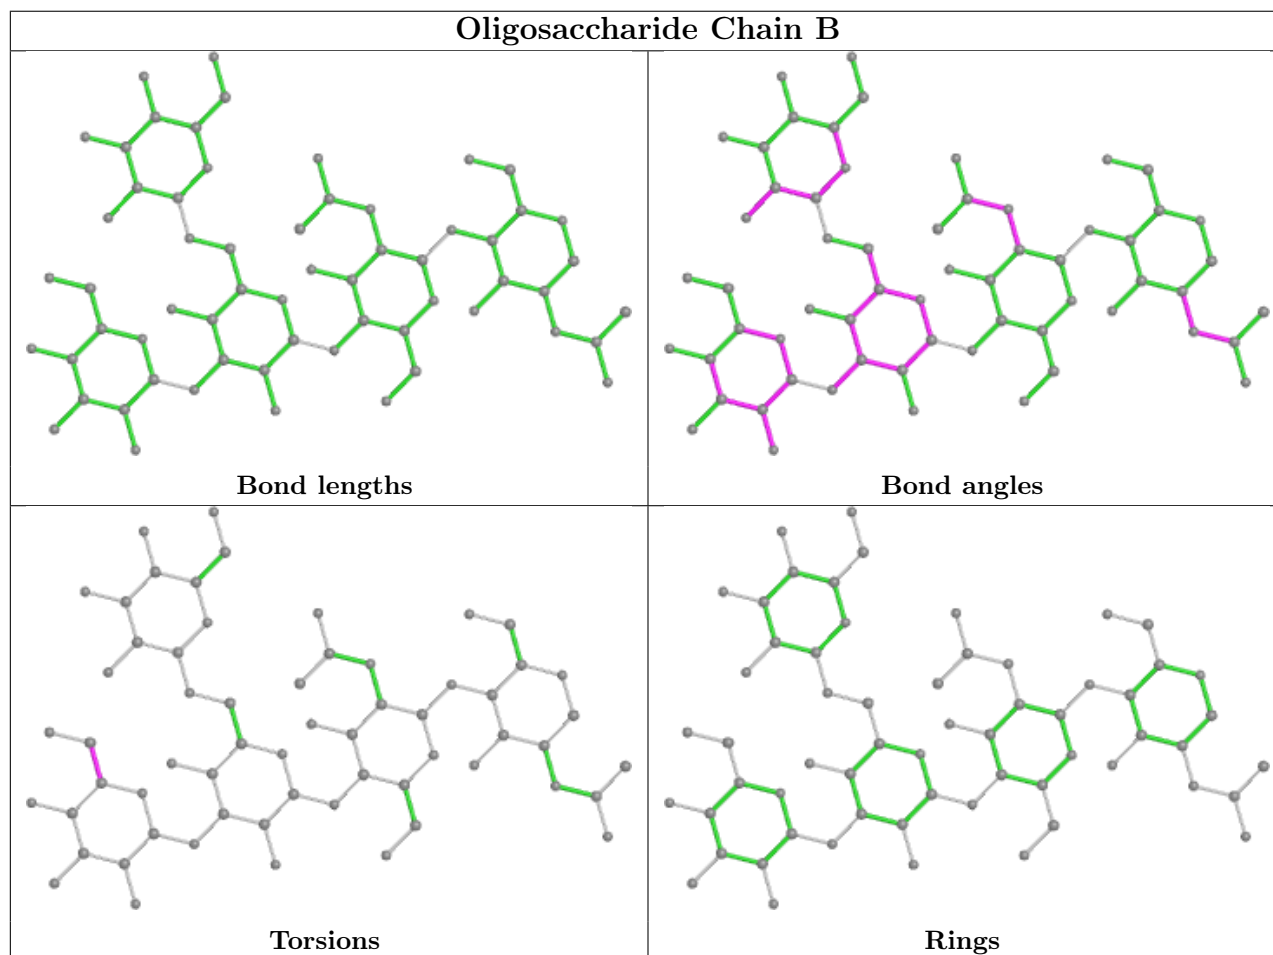 Oligosaccharide Chain B
Bond lengths
Bond angles
Torsions
Rings